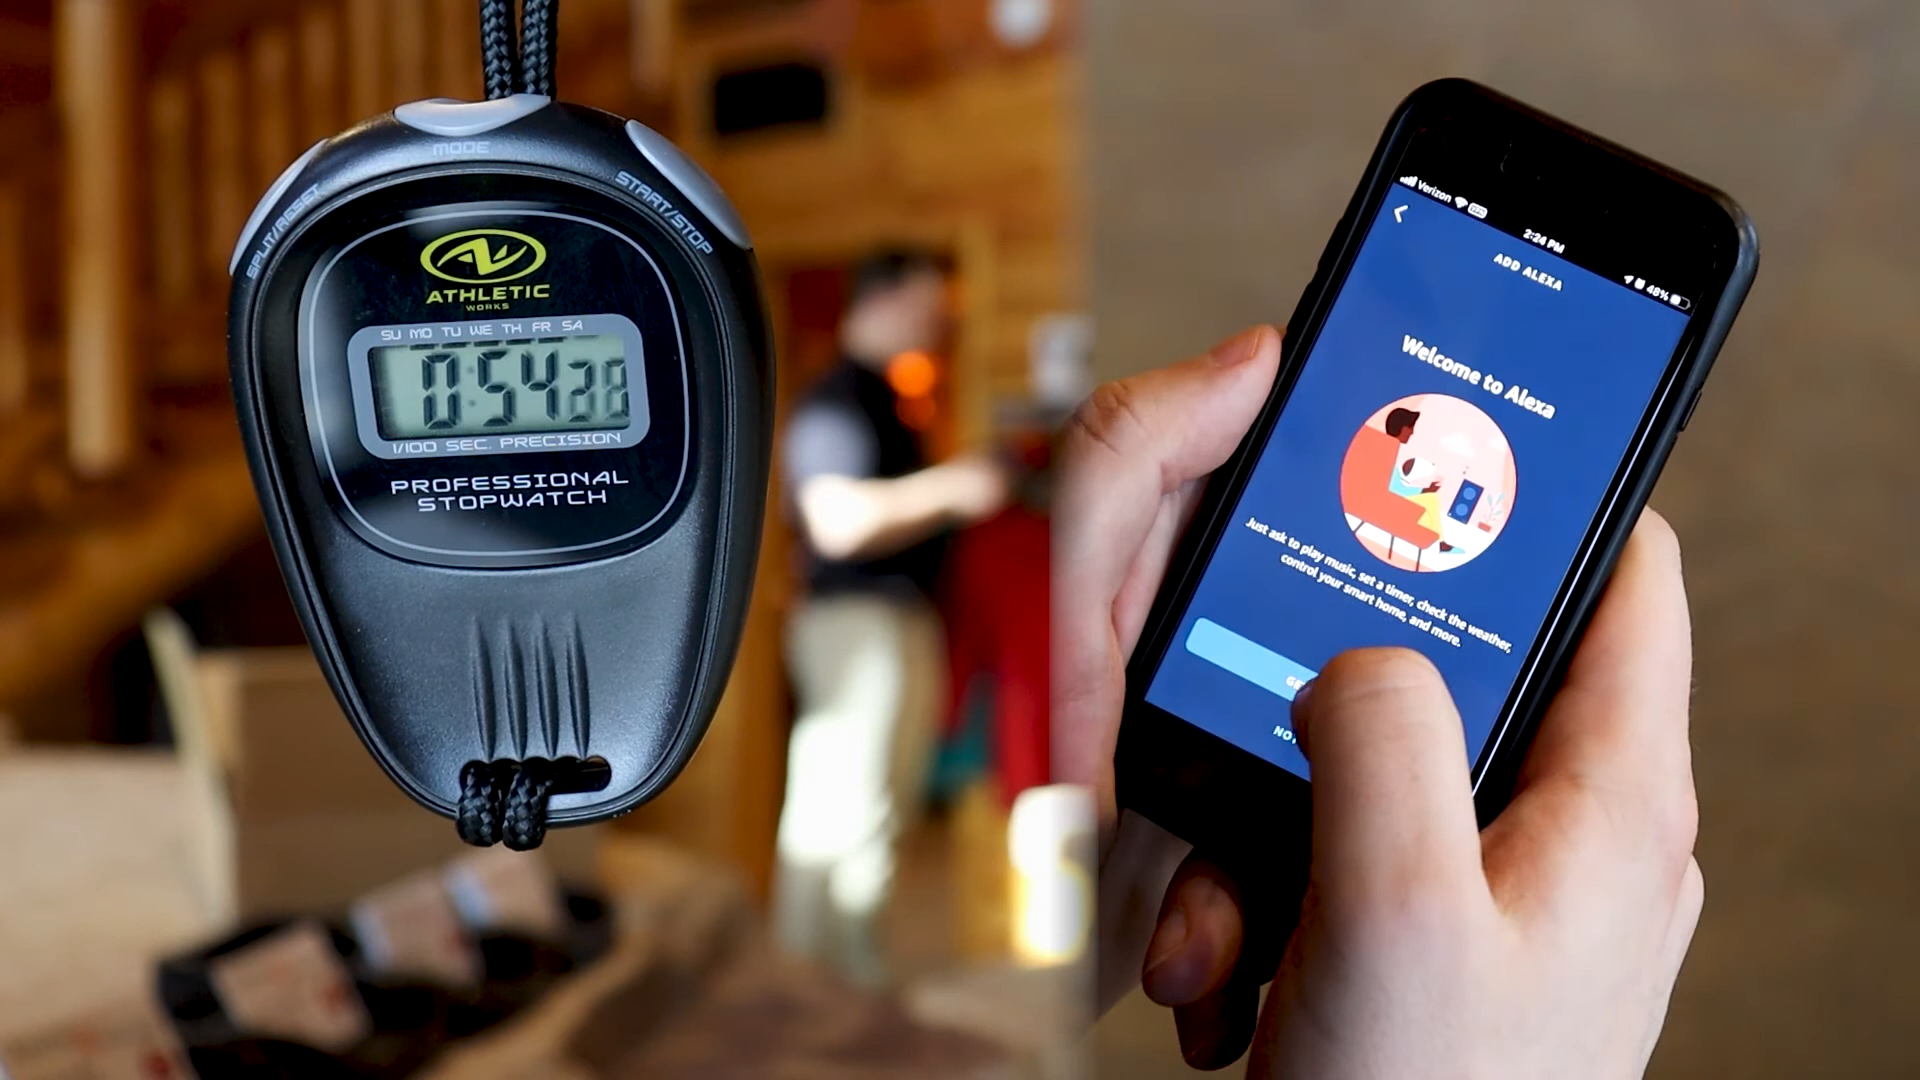 MODE
SPLIT/RESET
START/STOP
ATHLETIC
WORKS
SU MO TU WE TH FR SA
0:54
1/100 SEC. PRECISION
PROFESSIONAL
STOPWATCH
Verizon
2:24 PM
48%
ADD ALEXA
Welcome to Alexa
Just ask to play music, set a timer, check the weather,
control your smart home, and more.